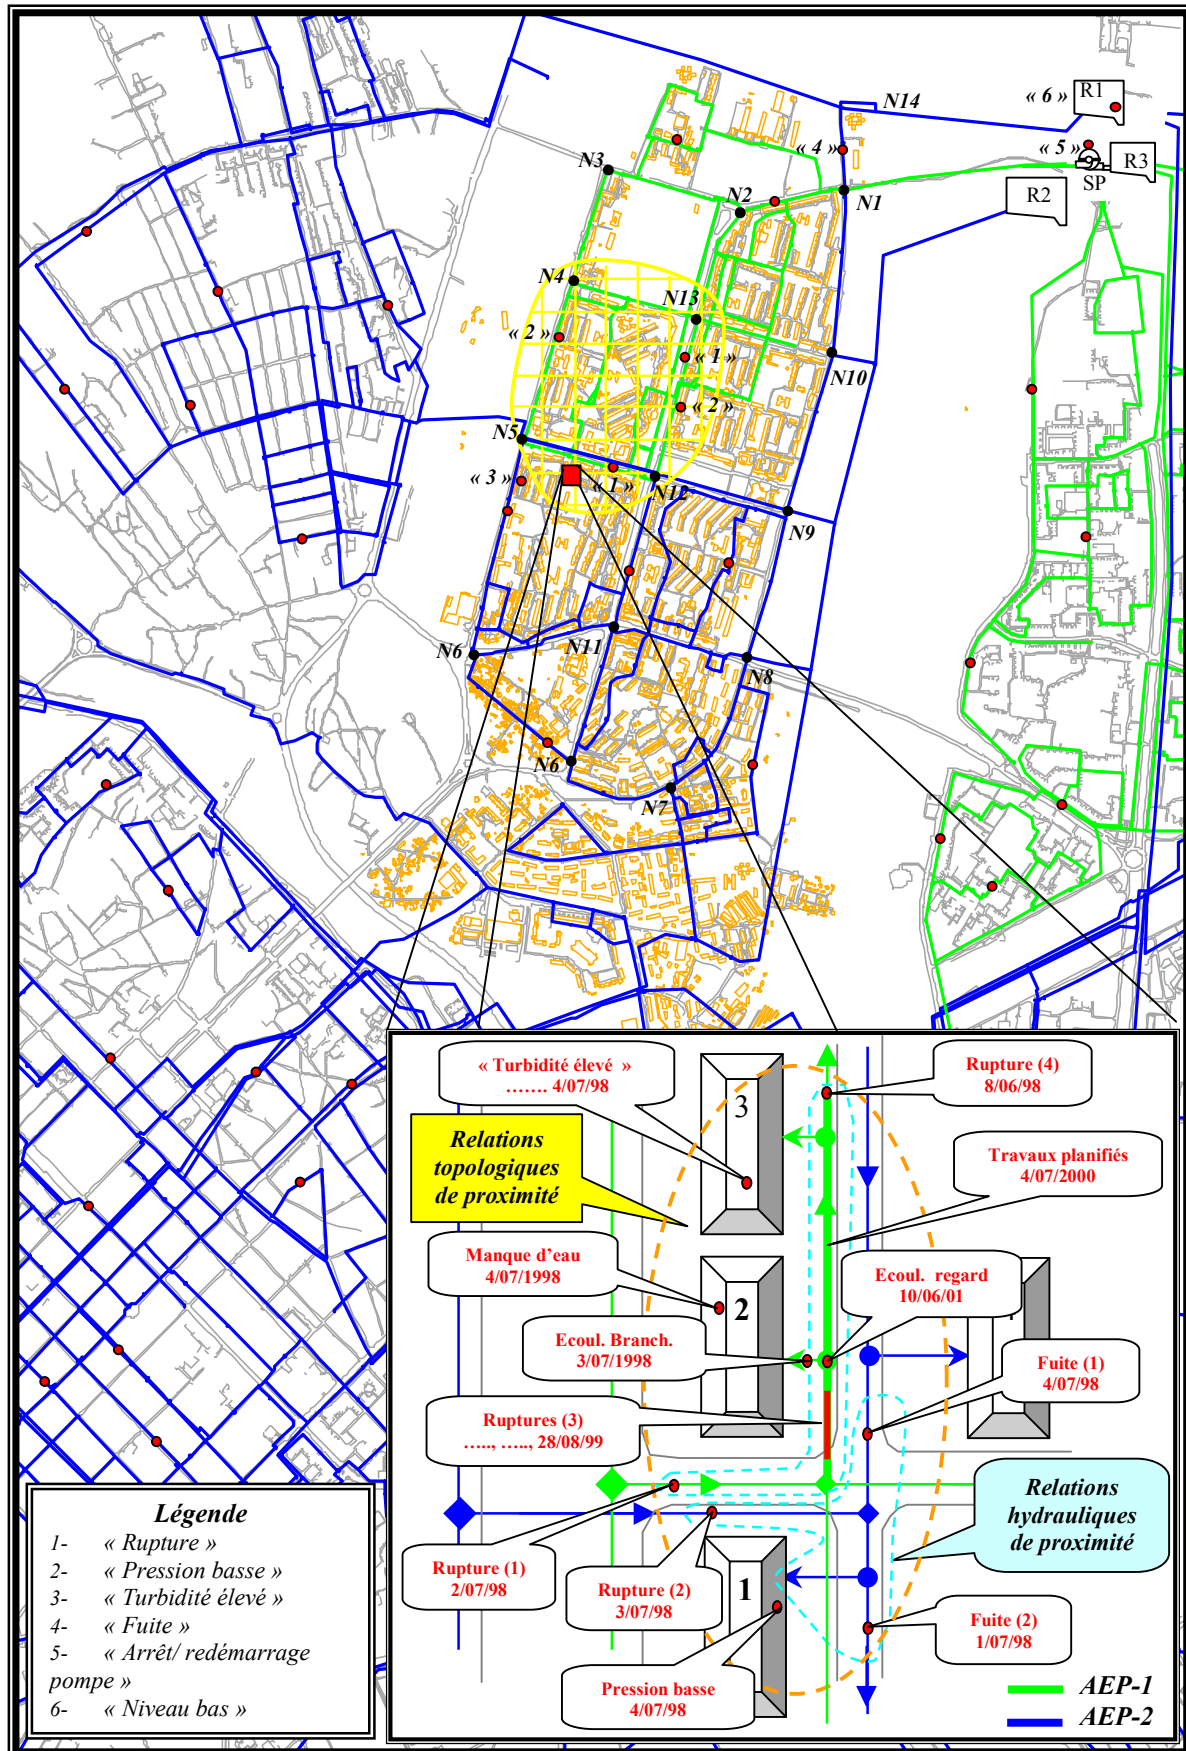 R1
« 6 »
N14
« 4 »
« 5 »
R3
SP
N3
N2
N1
R2
N4
N13
« 2 »
« 1 »
N10
« 2 »
N5
« 3 »
« 1 »
N12
N9
N11
N6
N8
N6
N7
« Turbidité élevé »
……. 4/07/98
3
Rupture (4)
8/06/98
Relations
topologiques
de proximité
Travaux planifiés
4/07/2000
Manque d'eau
4/07/1998
2
Ecoul. regard
10/06/01
Ecoul. Branch.
3/07/1998
Fuite (1)
4/07/98
Ruptures (3)
….., ….., 28/08/99
Relations
hydrauliques
de proximité
Rupture (1)
2/07/98
Rupture (2)
3/07/98
1
Fuite (2)
1/07/98
Pression basse
4/07/98
AEP-1
AEP-2
Légende
1- « Rupture »
2- « Pression basse »
3- « Turbidité élevé »
4- « Fuite »
5- « Arrêt/ redémarrage
pompe »
6- « Niveau bas »